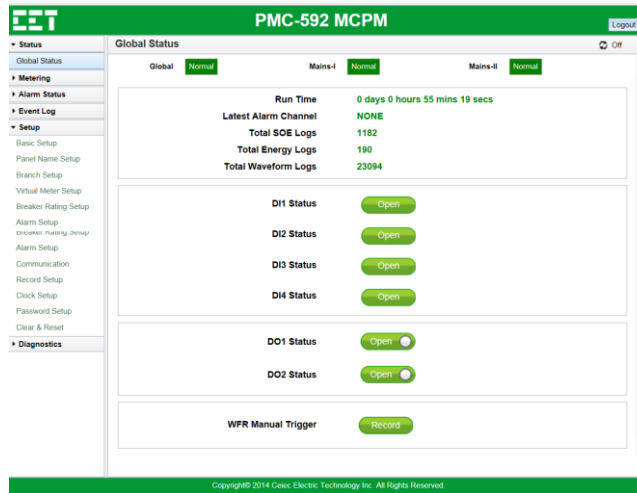 CET
PMC-592 MCPM
Logout
Status
Global Status
Metering
Alarm Status
Event Log
Setup
Basic Setup
Panel Name Setup
Branch Setup
Virtual Meter Setup
Breaker Rating Setup
Alarm Setup
Breaker Rating Setup
Alarm Setup
Communication
Record Setup
Clock Setup
Password Setup
Clear & Reset
Diagnostics
Global Status
Off
Global Normal Mains-I Normal Mains-II Normal
Run Time 0 days 0 hours 55 mins 19 secs
Latest Alarm Channel NONE
Total SOE Logs 1182
Total Energy Logs 190
Total Waveform Logs 23094
DI1 Status Open
DI2 Status Open
DI3 Status Open
DI4 Status Open
DO1 Status Open
DO2 Status Open
WFR Manual Trigger Record
Copyright© 2014 Ceiec Electric Technology Inc. All Rights Reserved.